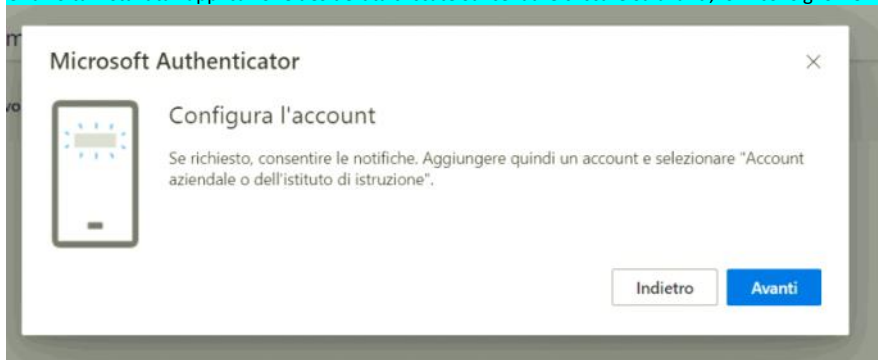 Microsoft Authenticator
Configura l'account
Se richiesto, consentire le notifiche. Aggiungere quindi un account e selezionare "Account
aziendale o dell'istituto di istruzione".
Indietro
Avanti